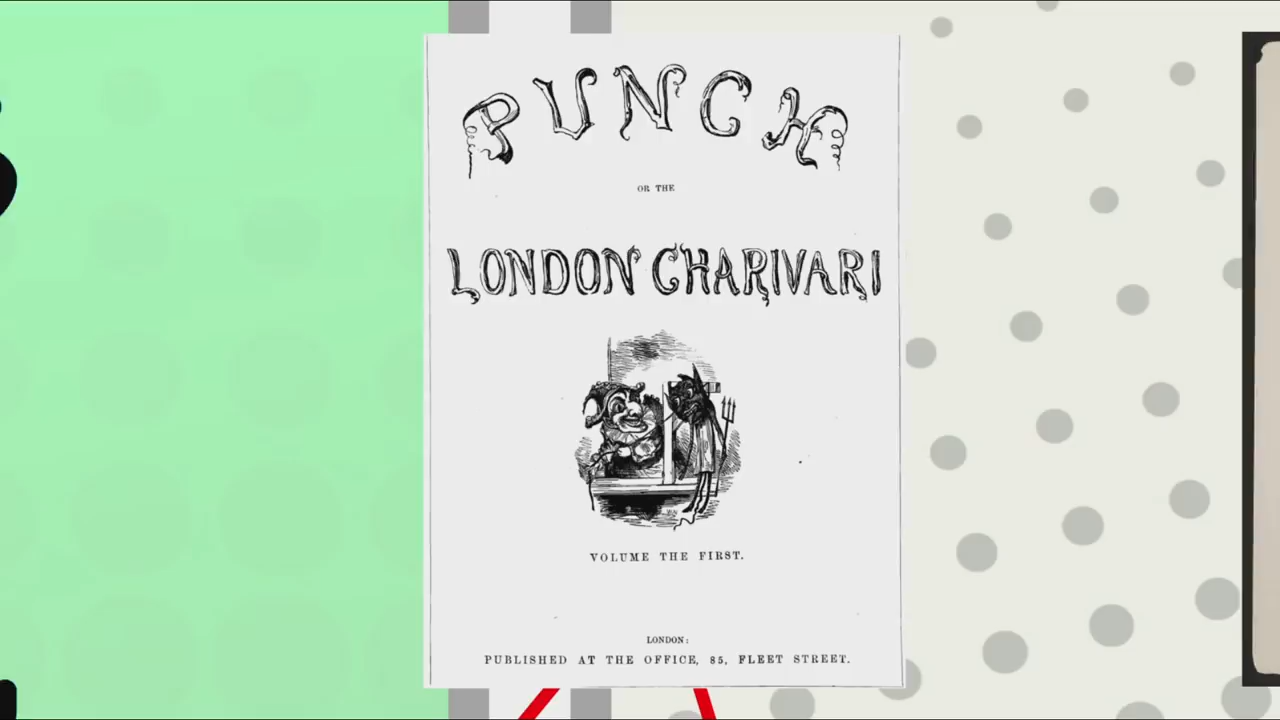 PUNCH
OR THE
LONDON CHARIVARI
VOLUME THE FIRST.
LONDON:
PUBLISHED AT THE OFFICE, 85, FLEET STREET.